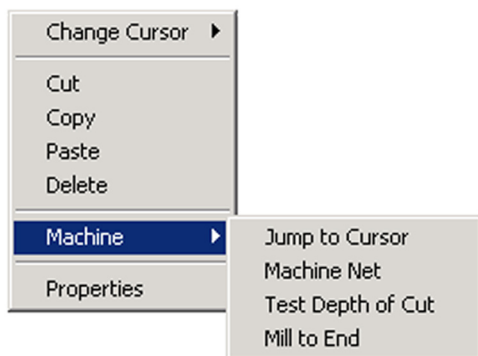 Change Cursor
Cut
Copy
Paste
Delete
Machine
Properties
Jump to Cursor
Machine Net
Test Depth of Cut
Mill to End